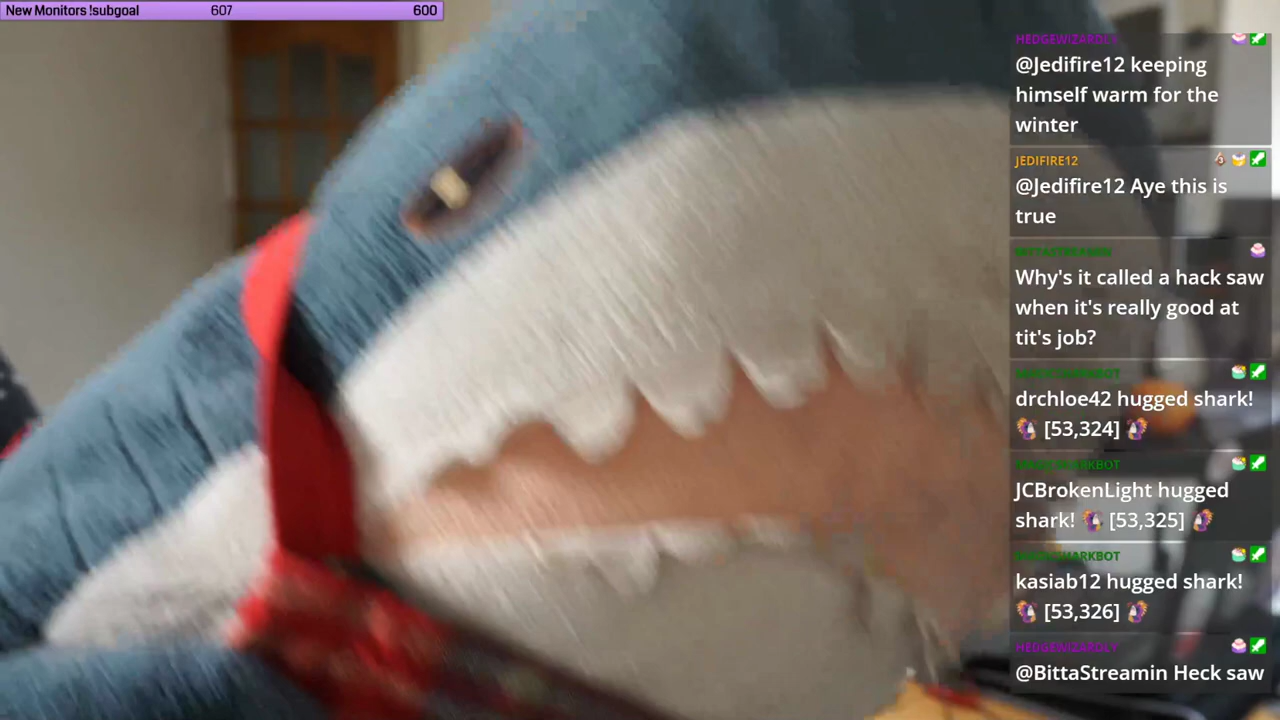 New Monitors !subgoal 607 600
HEDGEWIZARDLY
@Jedifire12 keeping
himself warm for the
winter
JEDIFIRE12
@Jedifire12 Aye this is
true
BITTASTREAMIN
Why's it called a hack saw
when it's really good at
tit's job?
drchloe42 hugged shark!
[53,324]
JCBrokenLight hugged
shark! [53,325]
kasiab12 hugged shark!
[53,326]
HEDGEWIZARDLY
@BittaStreamin Heck saw